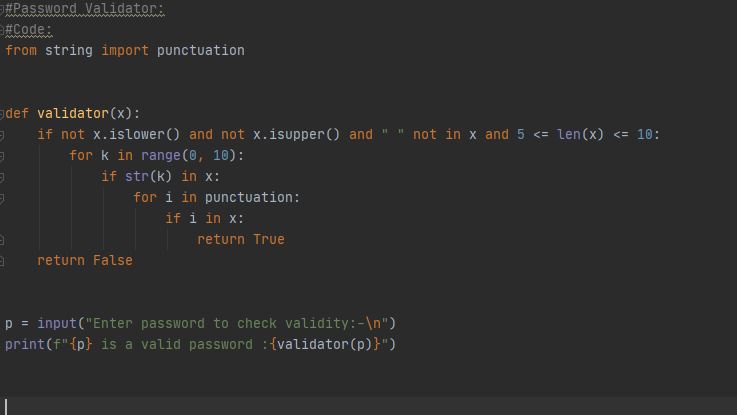 #Password Validator:
#Code:
from string import punctuation
def validator(x):
    if not x.islower() and not x.isupper() and " " not in x and 5 <= len(x) <= 10:
        for k in range(0, 10):
            if str(k) in x:
                for i in punctuation:
                    if i in x:
                        return True
    return False
p = input("Enter password to check validity:-\n")
print(f"{p} is a valid password :{validator(p)}")